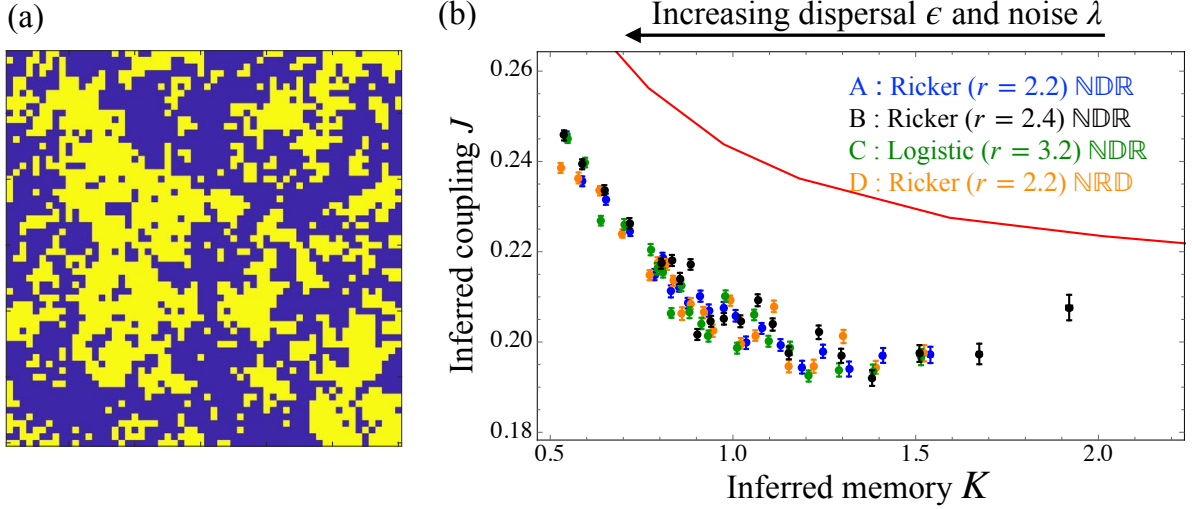 (a)
(b)
Increasing dispersal ϵ and noise λ
A : Ricker (r = 2.2) ℕ𝔻ℝ
B : Ricker (r = 2.4) ℕ𝔻ℝ
C : Logistic (r = 3.2) ℕ𝔻ℝ
D : Ricker (r = 2.2) ℕℝ𝔻
Inferred coupling J
0.26
0.24
0.22
0.20
0.18
0.5
1.0
1.5
2.0
Inferred memory K